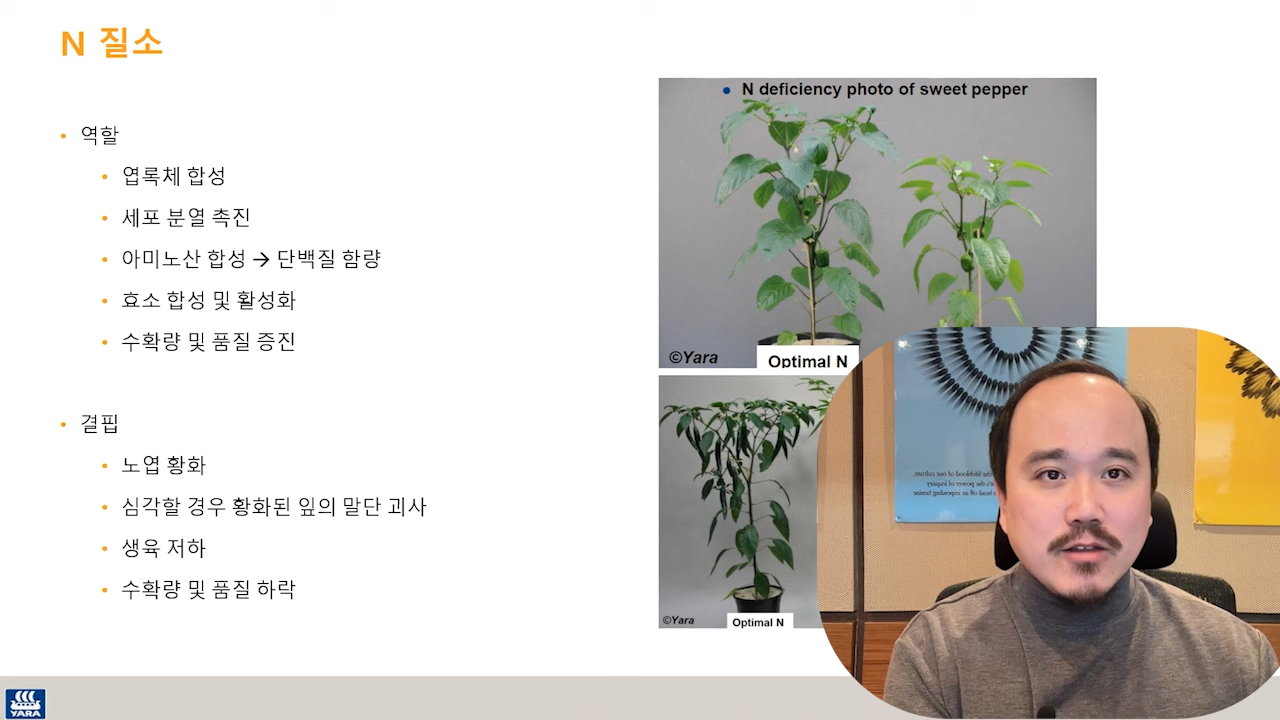 N 질소
역할
엽록체 합성
세포 분열 촉진
아미노산 합성 → 단백질 함량
효소 합성 및 활성화
수확량 및 품질 증진
결핍
노엽 황화
심각할 경우 황화된 잎의 말단 괴사
생육 저하
수확량 및 품질 하락
N deficiency photo of sweet pepper
©Yara
Optimal N
©Yara
Optimal N
YARA